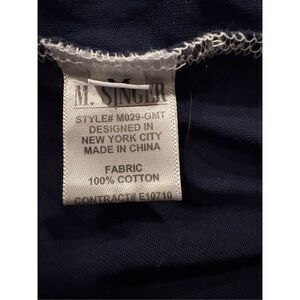 M. SINGER
STYLE# M029-GMT
DESIGNED IN
NEW YORK CITY
MADE IN CHINA
FABRIC
100% COTTON
CONTRACT# E10710